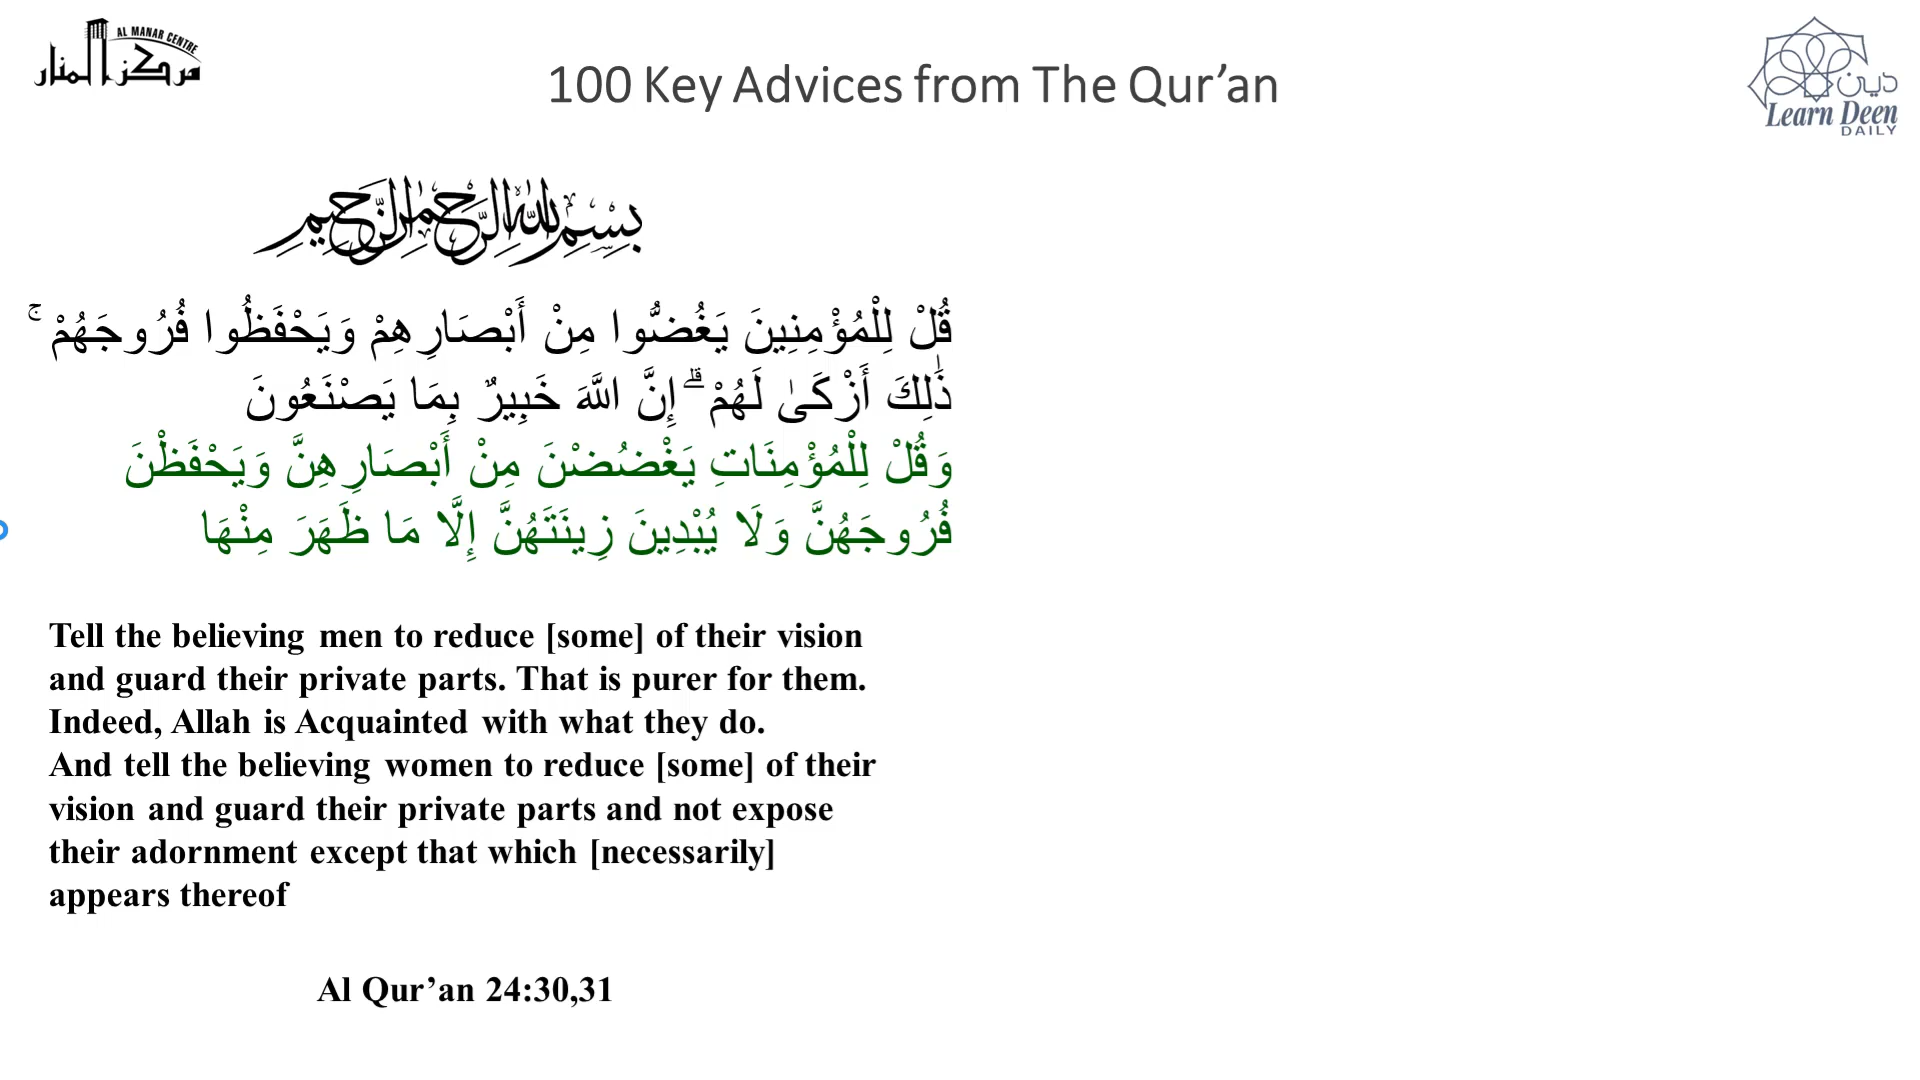 AL MANAR CENTRE
مركز المنار
100 Key Advices from The Qur’an
دين
Learn Deen
DAILY
بِسْمِ اللَّهِ الرَّحْمَٰنِ الرَّحِيمِ
قُلْ لِلْمُؤْمِنِينَ يَغُضُّوا مِنْ أَبْصَارِهِمْ وَيَحْفَظُوا فُرُوجَهُمْ ۚ
ذَٰلِكَ أَزْكَىٰ لَهُمْ ۗ إِنَّ اللَّهَ خَبِيرٌ بِمَا يَصْنَعُونَ
وَقُلْ لِلْمُؤْمِنَاتِ يَغْضُضْنَ مِنْ أَبْصَارِهِنَّ وَيَحْفَظْنَ
فُرُوجَهُنَّ وَلَا يُبْدِينَ زِينَتَهُنَّ إِلَّا مَا ظَهَرَ مِنْهَا
Tell the believing men to reduce [some] of their vision
and guard their private parts. That is purer for them.
Indeed, Allah is Acquainted with what they do.
And tell the believing women to reduce [some] of their
vision and guard their private parts and not expose
their adornment except that which [necessarily]
appears thereof
Al Qur’an 24:30,31